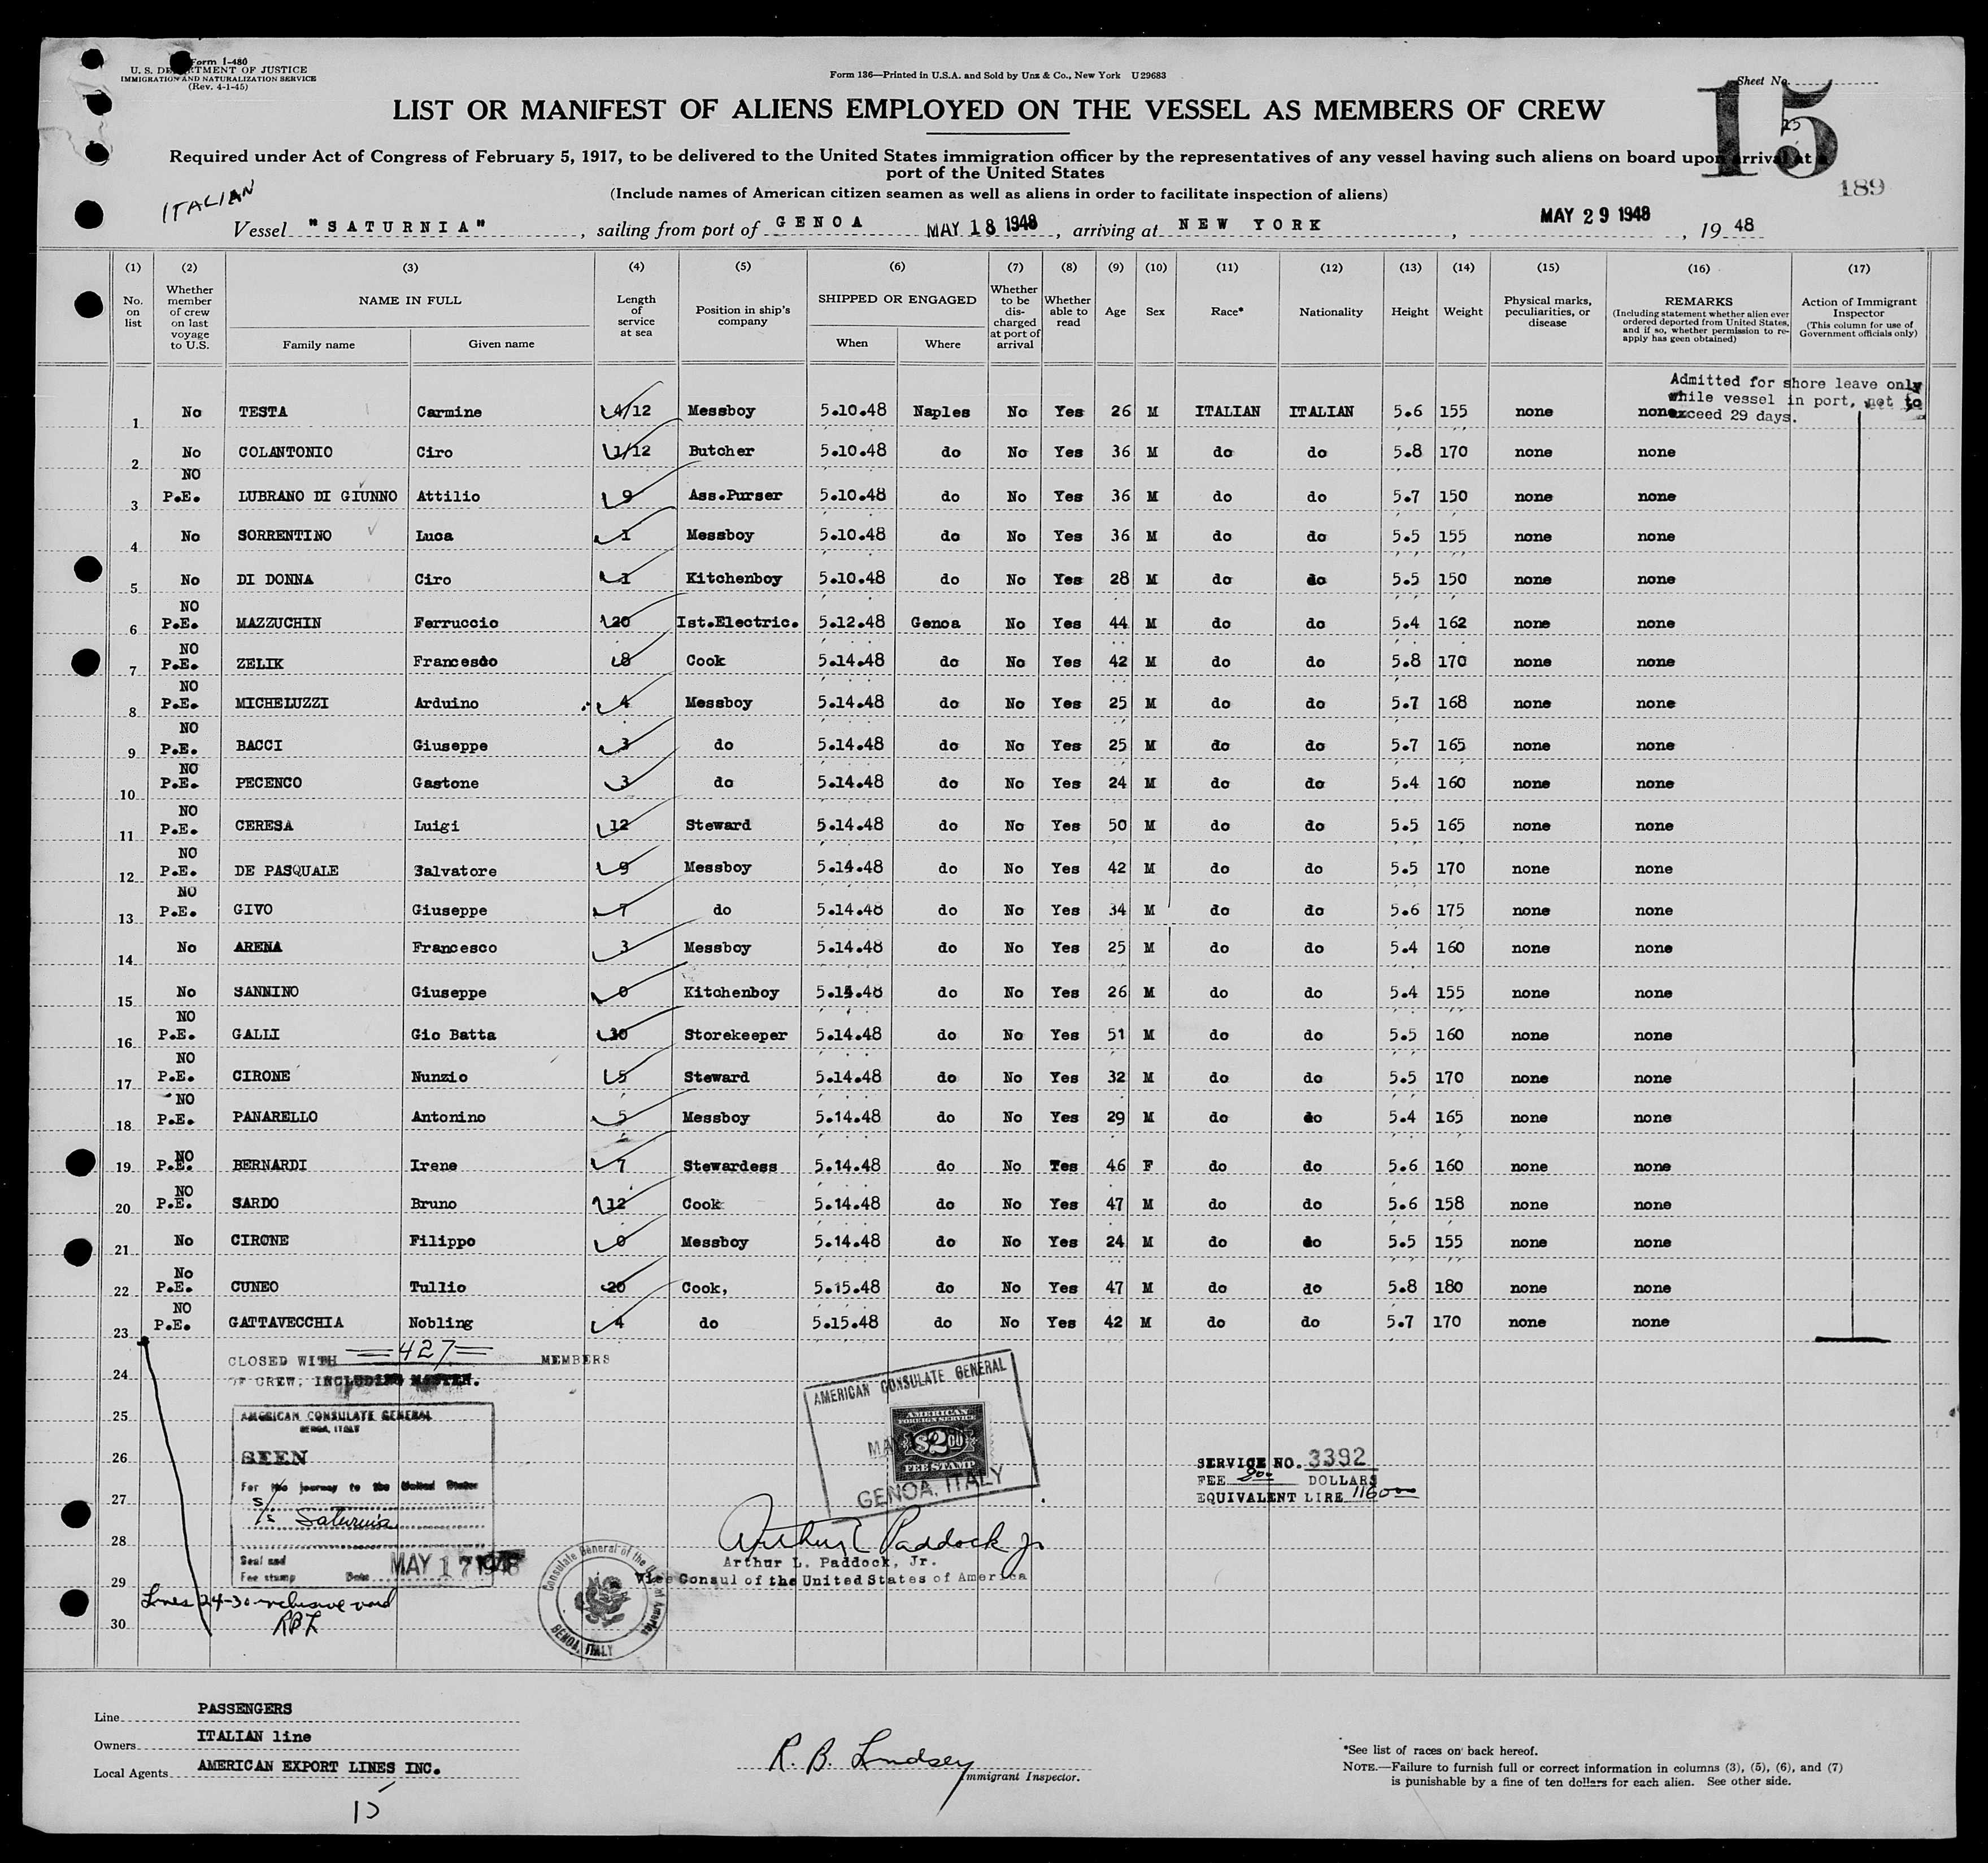 Form I-480
U. S. DEPARTMENT OF JUSTICE
IMMIGRATION AND NATURALIZATION SERVICE
(Rev. 4-1-45)
Form 136—Printed in U.S.A. and Sold by Unz & Co., New York U29683
Sheet No.
15
LIST OR MANIFEST OF ALIENS EMPLOYED ON THE VESSEL AS MEMBERS OF CREW
Required under Act of Congress of February 5, 1917, to be delivered to the United States immigration officer by the representatives of any vessel having such aliens on board upon arrival at a
port of the United States
189
(Include names of American citizen seamen as well as aliens in order to facilitate inspection of aliens)
ITALIAN
Vessel "SATURNIA", sailing from port of GENOA MAY 18 1948, arriving at NEW YORK, MAY 29 1948, 19 48
(1) (2) (3) (4) (5) (6) (7) (8) (9) (10) (11) (12) (13) (14) (15) (16) (17)
No. on list
Whether member of crew on last voyage to U.S.
NAME IN FULL
Family name Given name
Length of service at sea
Position in ship's company
SHIPPED OR ENGAGED
When Where
Whether to be discharged at port of arrival
Whether able to read
Age Sex Race* Nationality Height Weight
Physical marks, peculiarities, or disease
REMARKS
(Including statement whether alien ever ordered deported from United States, and if so, whether permission to re-apply has geen obtained)
Action of Immigrant Inspector
(This column for use of Government officials only)
Admitted for shore leave only
while vessel in port, not to
exceed 29 days.
1 No TESTA Carmine 4/12 Messboy 5.10.48 Naples No Yes 26 M ITALIAN ITALIAN 5.6 155 none none
2 No COLANTONIO Ciro 1/12 Butcher 5.10.48 do No Yes 36 M do do 5.8 170 none none
3 NO P.E. LUBRANO DI GIUNNO Attilio 9 Ass.Purser 5.10.48 do No Yes 36 M do do 5.7 150 none none
4 No SORRENTINO Luca 1 Messboy 5.10.48 do No Yes 36 M do do 5.5 155 none none
5 No DI DONNA Ciro 1 Kitchenboy 5.10.48 do No Yes 28 M do do 5.5 150 none none
6 NO P.E. MAZZUCHIN Ferruccio 20 Ist.Electric. 5.12.48 Genoa No Yes 44 M do do 5.4 162 none none
7 NO P.E. ZELIK Francesco 8 Cook 5.14.48 do No Yes 42 M do do 5.8 170 none none
8 NO P.E. MICHELUZZI Arduino 4 Messboy 5.14.48 do No Yes 25 M do do 5.7 168 none none
9 NO P.E. BACCI Giuseppe 3 do 5.14.48 do No Yes 25 M do do 5.7 165 none none
10 NO P.E. PECENCO Gastone 3 do 5.14.48 do No Yes 24 M do do 5.4 160 none none
11 NO P.E. CERESA Luigi 12 Steward 5.14.48 do No Yes 50 M do do 5.5 165 none none
12 NO P.E. DE PASQUALE Salvatore 9 Messboy 5.14.48 do No Yes 42 M do do 5.5 170 none none
13 NO P.E. GIVO Giuseppe 7 do 5.14.48 do No Yes 34 M do do 5.6 175 none none
14 No ARENA Francesco 3 Messboy 5.14.48 do No Yes 25 M do do 5.4 160 none none
15 No SANNINO Giuseppe 0 Kitchenboy 5.14.48 do No Yes 26 M do do 5.4 155 none none
16 NO P.E. GALLI Gio Batta 30 Storekeeper 5.14.48 do No Yes 51 M do do 5.5 160 none none
17 NO P.E. CIRONE Nunzio 5 Steward 5.14.48 do No Yes 32 M do do 5.5 170 none none
18 NO P.E. PANARELLO Antonino 5 Messboy 5.14.48 do No Yes 29 M do do 5.4 165 none none
19 NO P.E. BERNARDI Irene 7 Stewardess 5.14.48 do No Yes 46 F do do 5.6 160 none none
20 NO P.E. SARDO Bruno 12 Cook 5.14.48 do No Yes 47 M do do 5.6 158 none none
21 No CIRONE Filippo 0 Messboy 5.14.48 do No Yes 24 M do do 5.5 155 none none
22 No P.E. CUNEO Tullio 20 Cook, 5.15.48 do No Yes 47 M do do 5.8 180 none none
23 NO P.E. GATTAVECCHIA Nobling 4 do 5.15.48 do No Yes 42 M do do 5.7 170 none none
CLOSED WITH 427 MEMBERS
24
OF CREW, INCLUDING MASTER.
25
AMERICAN CONSULATE GENERAL
GENOA, ITALY
26
SEEN
For the journey to the United States
27
S/S Saturnia
28
Seal and
Fee stamp Date MAY 17 1948
29
Lines 24-30 inclusive void
RBL
30
AMERICAN CONSULATE GENERAL
AMERICAN
FOREIGN SERVICE
$2.00
FEE STAMP
GENOA, ITALY
SERVICE NO. 3392
FEE DOLLARS
EQUIVALENT LIRE
Arthur L Paddock Jr
Arthur L. Paddock, Jr.
Vice Consul of the United States of America
Consulate General of the U.S. of America
GENOA, ITALY
Line PASSENGERS
Owners ITALIAN line
Local Agents AMERICAN EXPORT LINES INC.
15
R. B. Lindsey
Immigrant Inspector.
*See list of races on back hereof.
NOTE.—Failure to furnish full or correct information in columns (3), (5), (6), and (7)
is punishable by a fine of ten dollars for each alien. See other side.